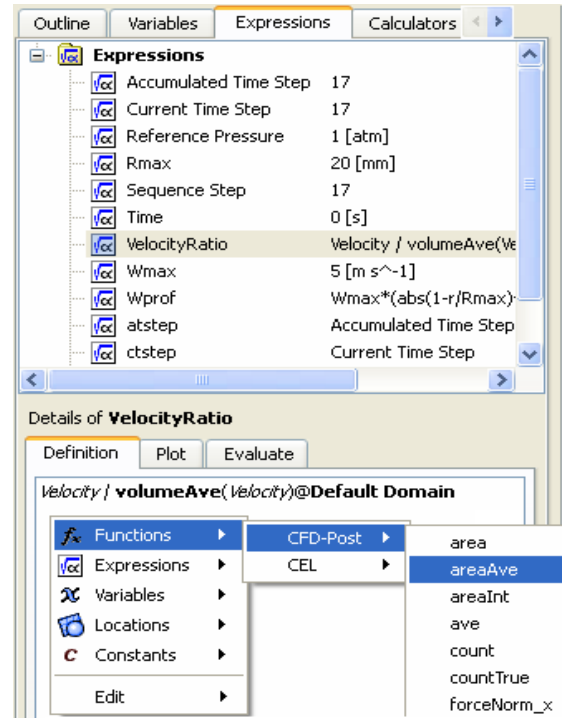 Outline Variables Expressions Calculators
Expressions
Accumulated Time Step 17
Current Time Step 17
Reference Pressure 1 [atm]
Rmax 20 [mm]
Sequence Step 17
Time 0 [s]
VelocityRatio Velocity / volumeAve(Ve
Wmax 5 [m s^-1]
Wprof Wmax*(abs(1-r/Rmax)
atstep Accumulated Time Step
ctstep Current Time Step
Details of VelocityRatio
Definition Plot Evaluate
Velocity / volumeAve(Velocity)@Default Domain
Functions CFD-Post area
Expressions CEL areaAve
Variables areaInt
Locations ave
Constants count
countTrue
Edit forceNorm_x